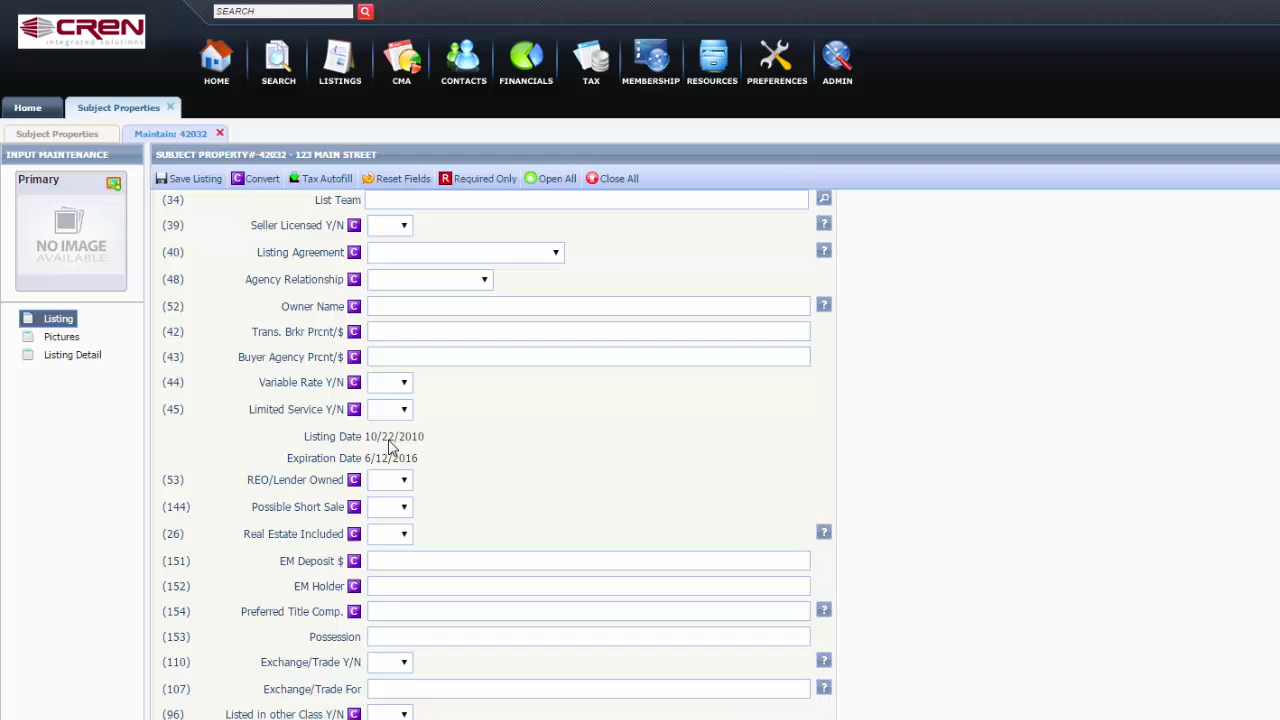 CREN
integrated solutions
SEARCH
HOME SEARCH LISTINGS CMA CONTACTS FINANCIALS TAX MEMBERSHIP RESOURCES PREFERENCES ADMIN
Home Subject Properties
Subject Properties Maintain: 42032
INPUT MAINTENANCE
SUBJECT PROPERTY#-42032 - 123 MAIN STREET
Save Listing C Convert Tax Autofill Reset Fields R Required Only Open All Close All
Primary
NO IMAGE
AVAILABLE
Listing
Pictures
Listing Detail
(34) List Team
(39) Seller Licensed Y/N C ?
(40) Listing Agreement C ?
(48) Agency Relationship C
(52) Owner Name C ?
(42) Trans. Brkr Prcnt/$ C
(43) Buyer Agency Prcnt/$ C
(44) Variable Rate Y/N C
(45) Limited Service Y/N C
Listing Date 10/22/2010
Expiration Date 6/12/2016
(53) REO/Lender Owned C
(144) Possible Short Sale C
(26) Real Estate Included C ?
(151) EM Deposit $ C
(152) EM Holder C
(154) Preferred Title Comp. C ?
(153) Possession
(110) Exchange/Trade Y/N ?
(107) Exchange/Trade For ?
(96) Listed in other Class Y/N